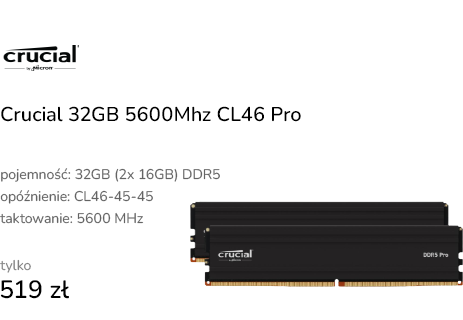 crucial
by Micron
Crucial 32GB 5600Mhz CL46 Pro
pojemność: 32GB (2x 16GB) DDR5
opóźnienie: CL46-45-45
taktowanie: 5600 MHz
crucial
DDR5 Pro
tylko
519 zł